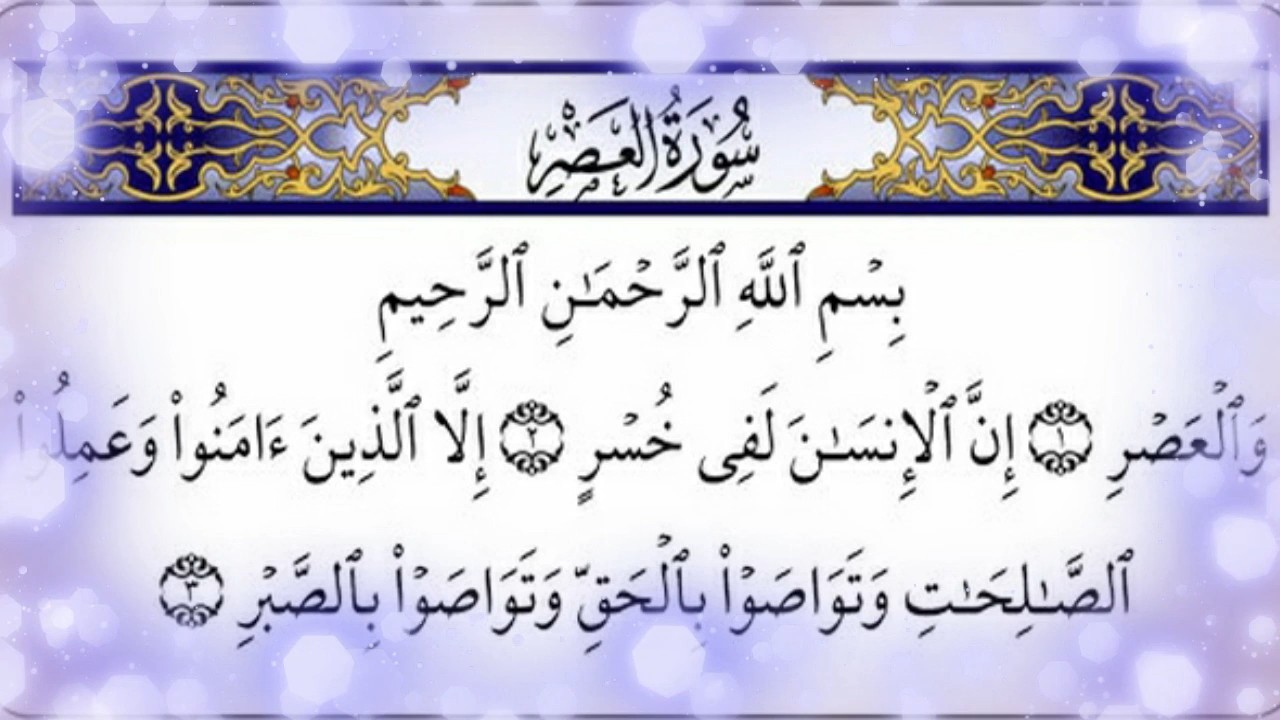 سُورَةُ العَصْرِ
بِسْمِ ٱللَّهِ ٱلرَّحْمَـٰنِ ٱلرَّحِيمِ
وَٱلْعَصْرِ ١ إِنَّ ٱلْإِنسَـٰنَ لَفِى خُسْرٍ ٢ إِلَّا ٱلَّذِينَ ءَامَنُوا۟ وَعَمِلُوا۟
ٱلصَّـٰلِحَـٰتِ وَتَوَاصَوْا۟ بِٱلْحَقِّ وَتَوَاصَوْا۟ بِٱلصَّبْرِ ٣